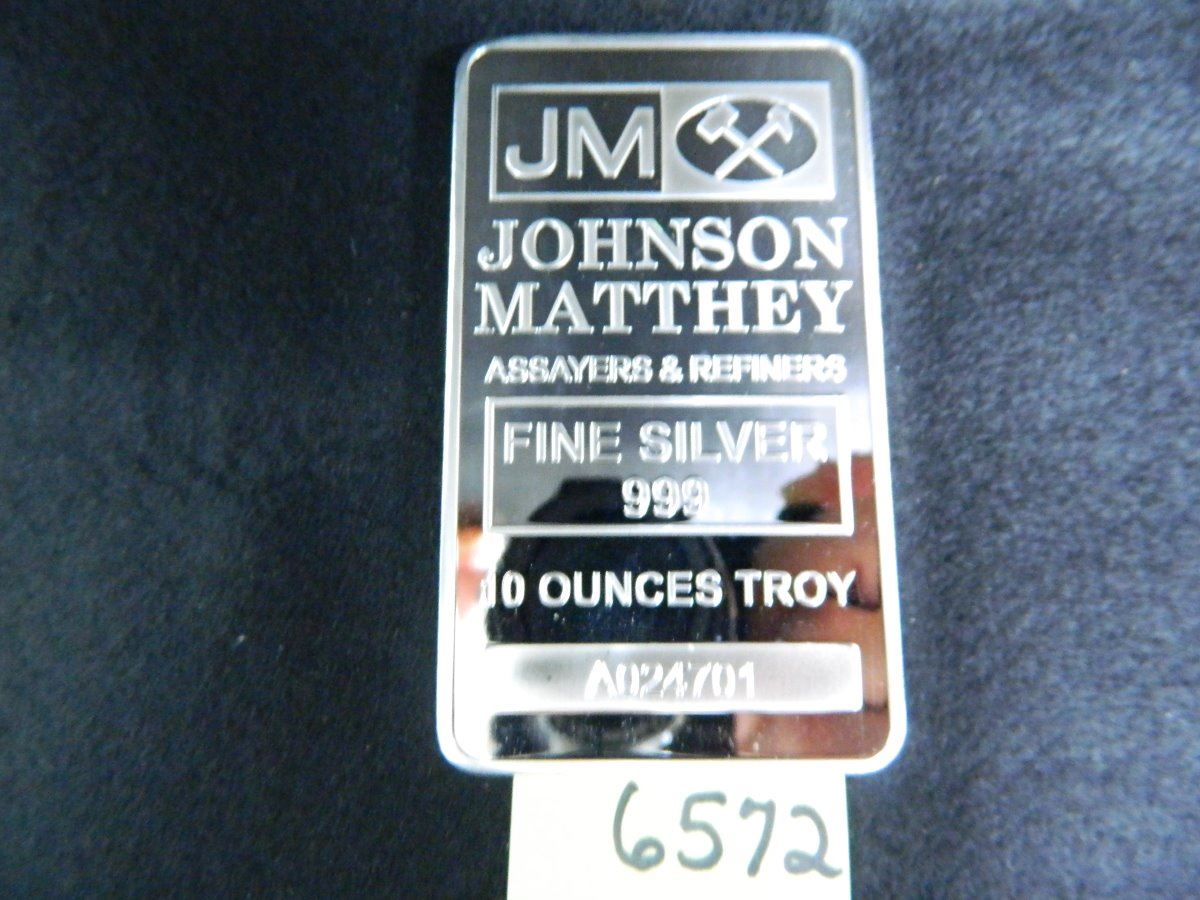 JM
JOHNSON
MATTHEY
ASSAYERS & REFINERS
FINE SILVER
999
10 OUNCES TROY
A024701
6572